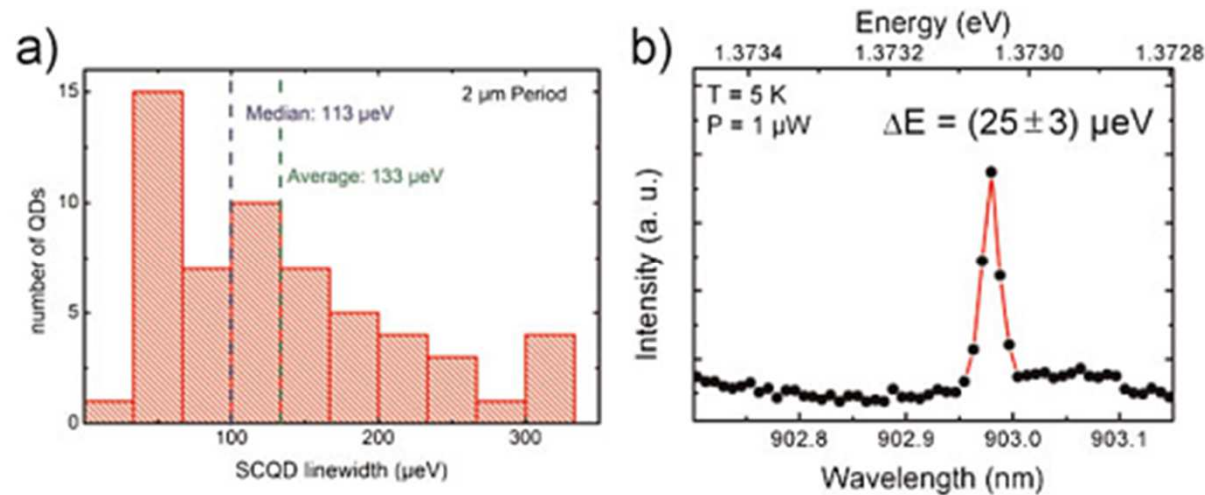 a)
15
10
5
0
number of QDs
2 μm Period
Median: 113 μeV
Average: 133 μeV
100
200
300
SCQD linewidth (μeV)
b)
Energy (eV)
1.3734
1.3732
1.3730
1.3728
T = 5 K
P = 1 μW
ΔE = (25±3) μeV
Intensity (a. u.)
902.8
902.9
903.0
903.1
Wavelength (nm)